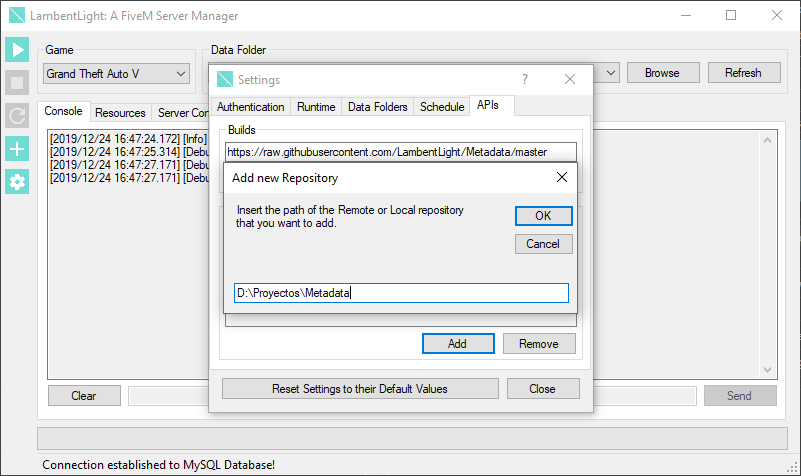 LambentLight: A FiveM Server Manager
Game
Data Folder
Grand Theft Auto V
Browse
Refresh
Console
Resources
Server Con
[2019/12/24 16:47:24.172] [Info]
[2019/12/24 16:47:25.314] [Debu
[2019/12/24 16:47:27.171] [Debu
[2019/12/24 16:47:27.171] [Debu
Settings
?
Authentication
Runtime
Data Folders
Schedule
APIs
Builds
https://raw.githubusercontent.com/LambentLight/Metadata/master
Add new Repository
Insert the path of the Remote or Local repository
that you want to add.
OK
Cancel
D:\Proyectos\Metadata
Add
Remove
Reset Settings to their Default Values
Close
Clear
Send
Connection established to MySQL Database!